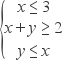 x ≤ 3
x + y ≥ 2
y ≤ x